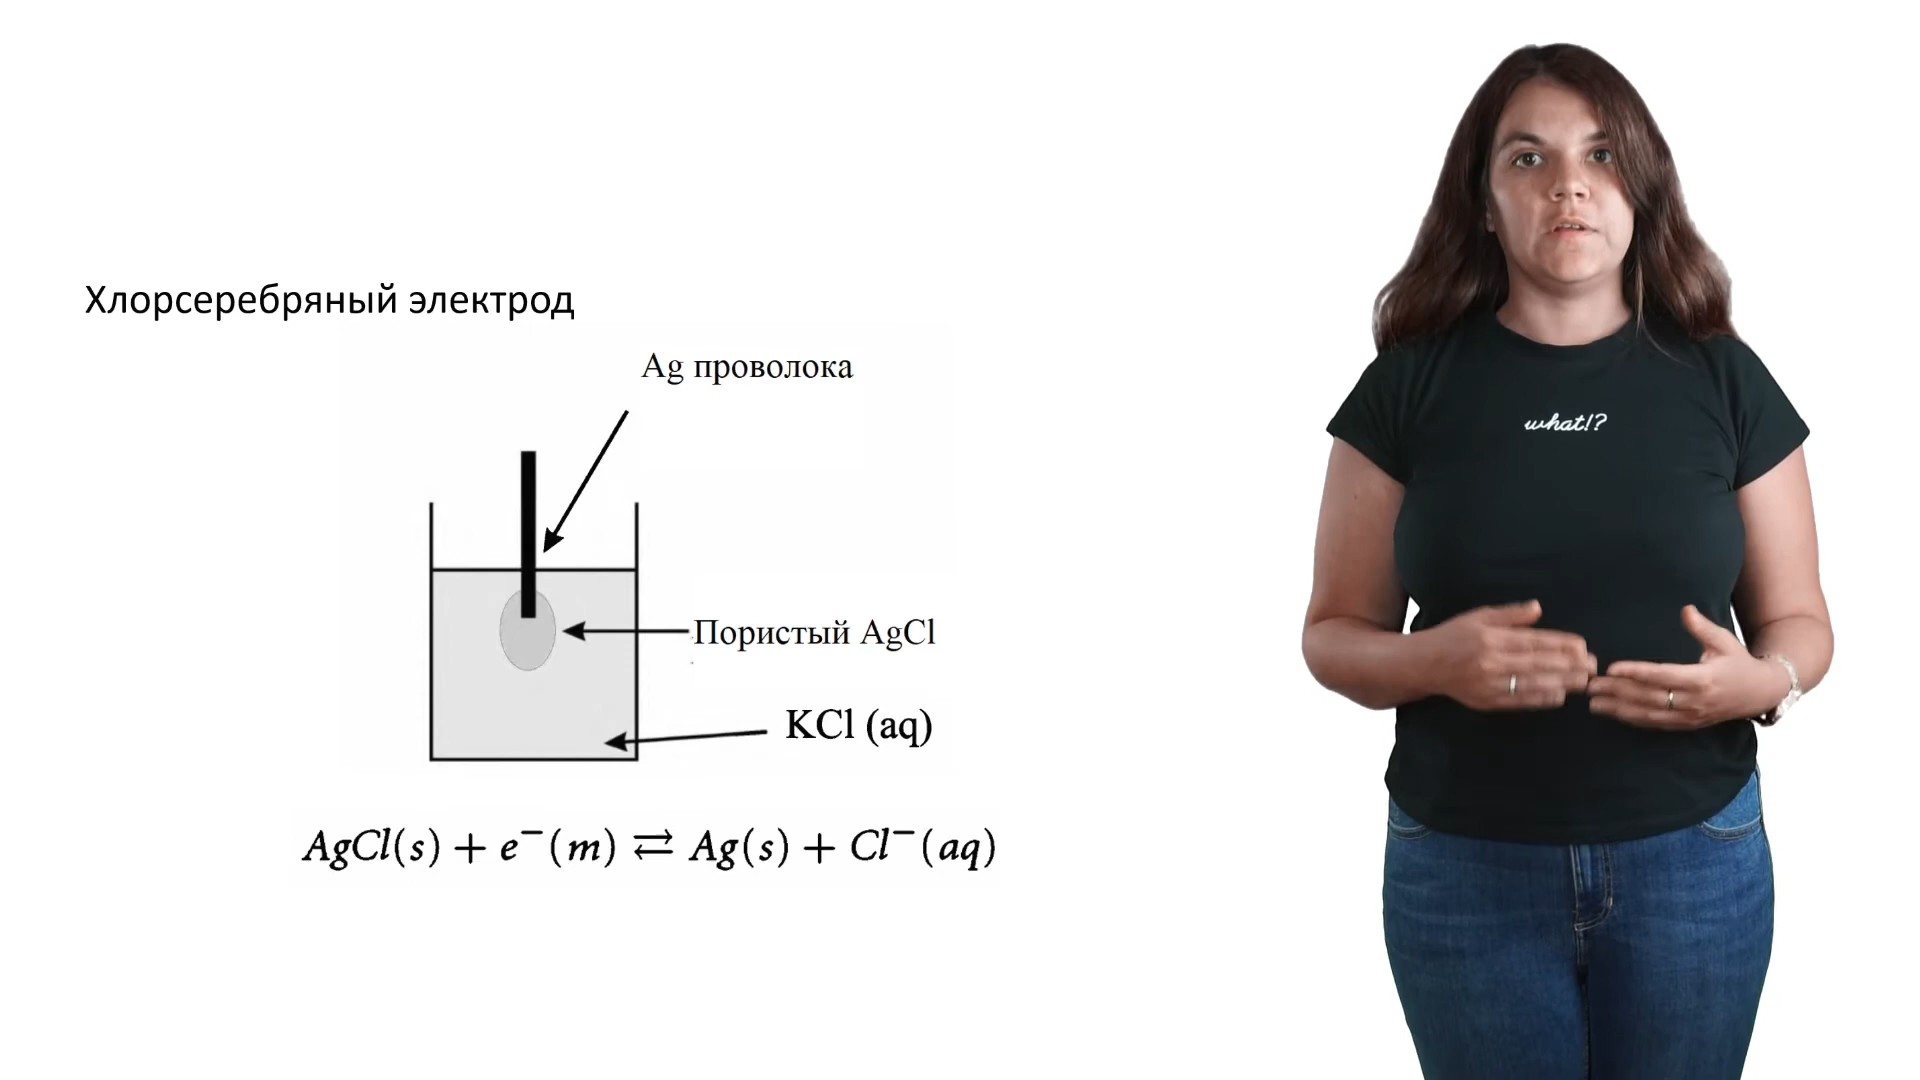 Хлорсеребряный электрод
Ag проволока
what!?
Пористый AgCl
KCl (aq)
AgCl(s) + e⁻(m) ⇄ Ag(s) + Cl⁻(aq)